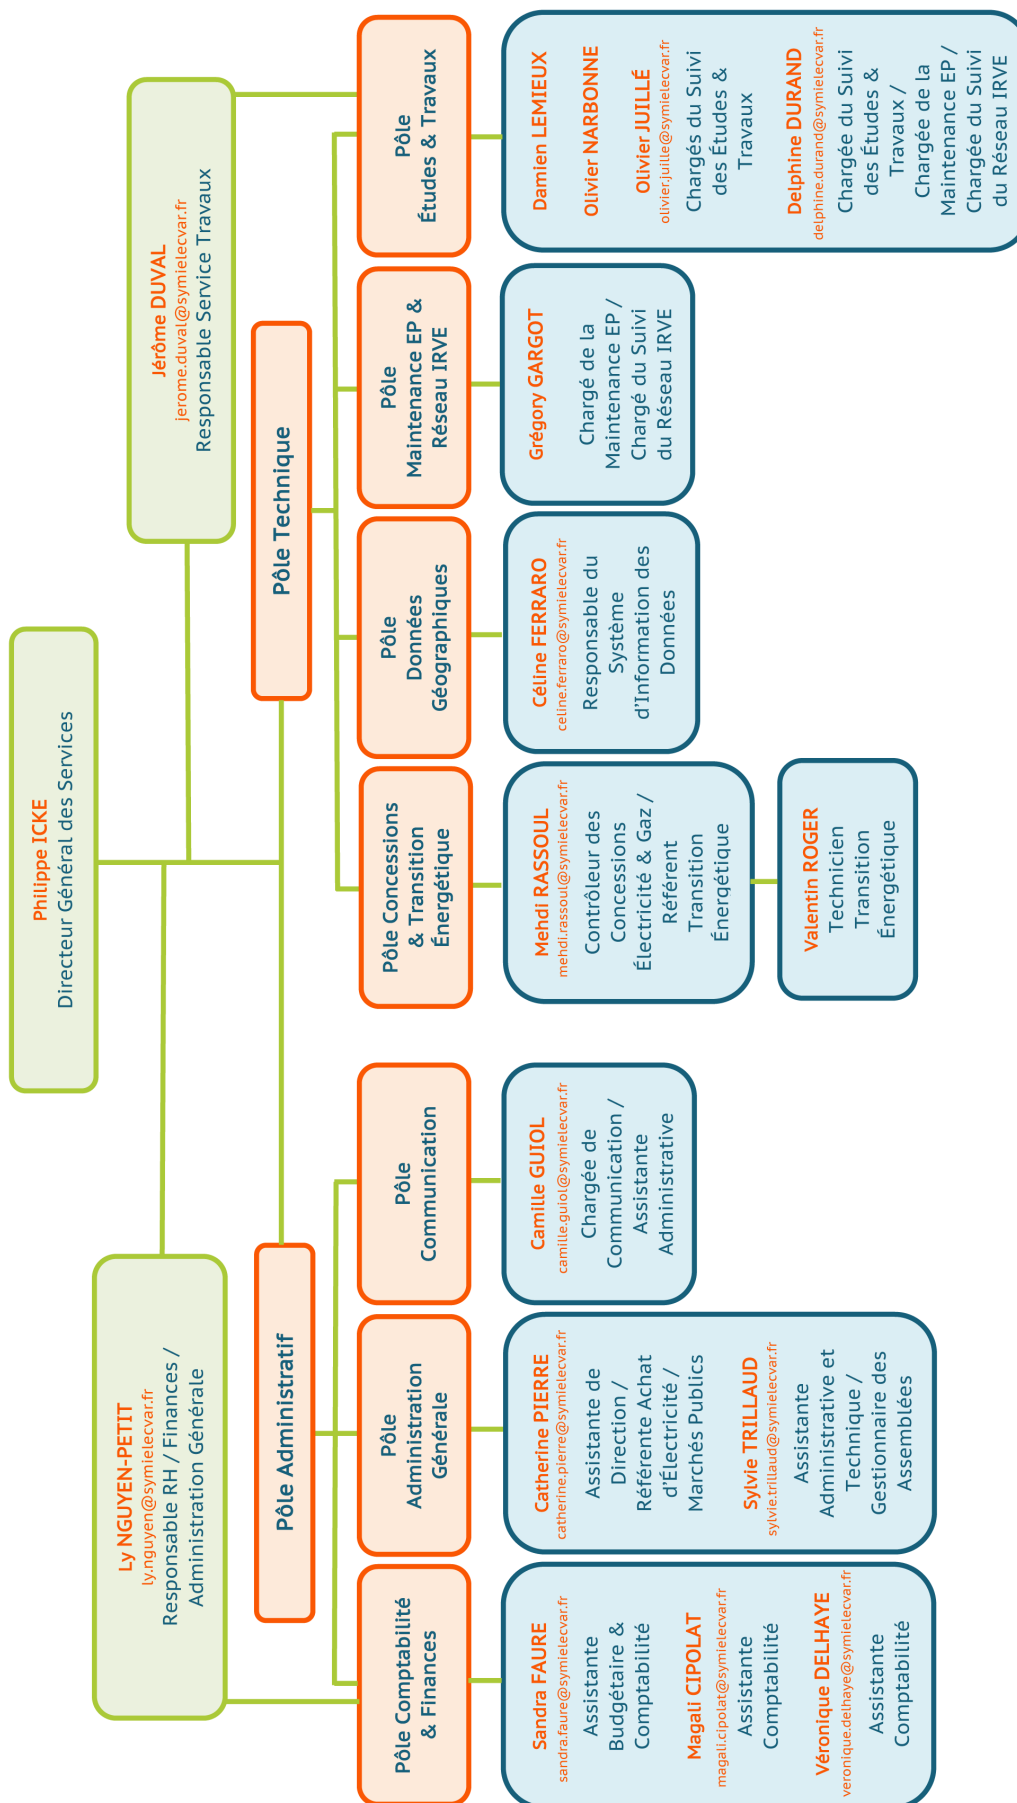 Philippe ICKE
Directeur Général des Services
Ly NGUYEN-PETIT
ly.nguyen@symielecvar.fr
Responsable RH / Finances /
Administration Générale
Jérôme DUVAL
jerome.duval@symielecvar.fr
Responsable Service Travaux
Pôle Administratif
Pôle Technique
Pôle Comptabilité
& Finances
Pôle
Administration
Générale
Pôle
Communication
Pôle Concessions
& Transition
Énergétique
Pôle
Données
Géographiques
Pôle
Maintenance EP &
Réseau IRVE
Pôle
Études & Travaux
Sandra FAURE
sandra.faure@symielecvar.fr
Assistante
Budgétaire &
Comptabilité
Magali CIPOLAT
magali.cipolat@symielecvar.fr
Assistante
Comptabilité
Véronique DELHAYE
veronique.delhaye@symielecvar.fr
Assistante
Comptabilité
Catherine PIERRE
catherine.pierre@symielecvar.fr
Assistante de
Direction /
Référente Achat
d'Électricité /
Marchés Publics
Sylvie TRILLAUD
sylvie.trillaud@symielecvar.fr
Assistante
Administrative et
Technique /
Gestionnaire des
Assemblées
Camille GUIOL
camille.guiol@symielecvar.fr
Chargée de
Communication /
Assistante
Administrative
Mehdi RASSOUL
mehdi.rassoul@symielecvar.fr
Contrôleur des
Concessions
Électricité & Gaz /
Référent
Transition
Énergétique
Valentin ROGER
Technicien
Transition
Énergétique
Céline FERRARO
celine.ferraro@symielecvar.fr
Responsable du
Système
d'Information des
Données
Grégory GARGOT
Chargé de la
Maintenance EP /
Chargé du Suivi
du Réseau IRVE
Damien LEMIEUX
Olivier NARBONNE
Olivier JUILLÉ
olivier.juille@symielecvar.fr
Chargés du Suivi
des Études &
Travaux
Delphine DURAND
delphine.durand@symielecvar.fr
Chargée du Suivi
des Études &
Travaux /
Chargée de la
Maintenance EP /
Chargée du Suivi
du Réseau IRVE